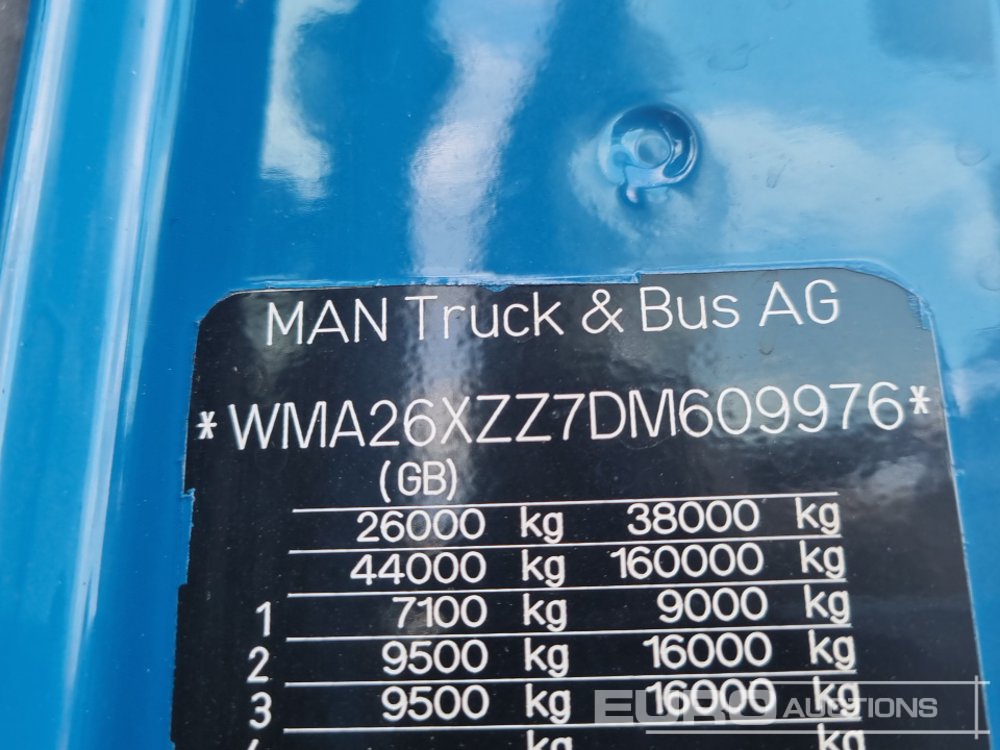 MAN Truck & Bus AG
*WMA26XZZ7DM609976*
(GB)
26000 kg 38000 kg
44000 kg 160000 kg
1 7100 kg 9000 kg
2 9500 kg 16000 kg
3 9500 kg 16000 kg
kg kg
EURO AUCTIONS